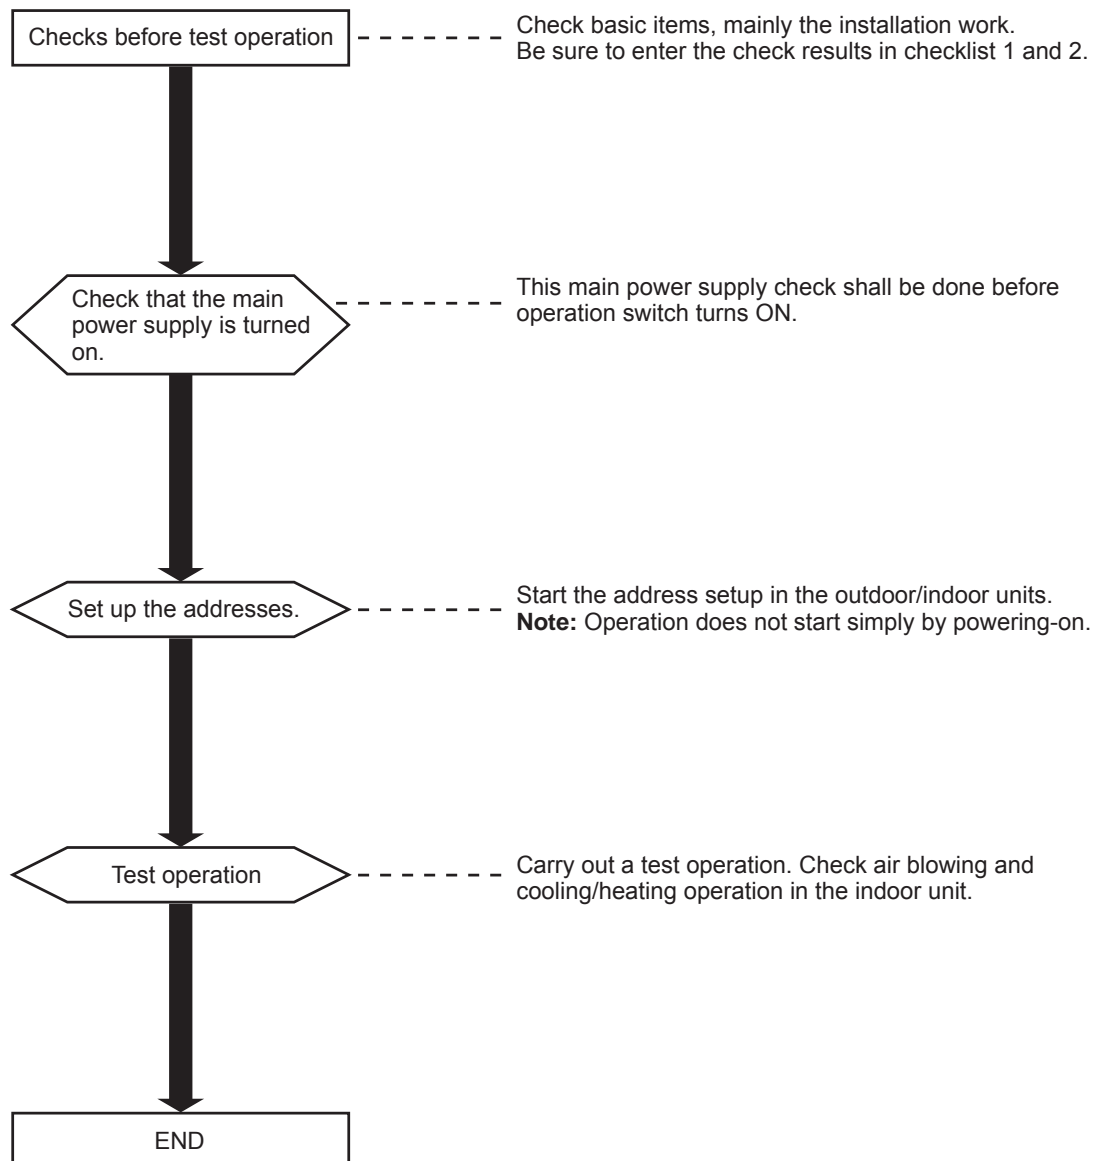 Checks before test operation
Check basic items, mainly the installation work.
Be sure to enter the check results in checklist 1 and 2.
Check that the main
power supply is turned
on.
This main power supply check shall be done before
operation switch turns ON.
Set up the addresses.
Start the address setup in the outdoor/indoor units.
Note: Operation does not start simply by powering-on.
Test operation
Carry out a test operation. Check air blowing and
cooling/heating operation in the indoor unit.
END